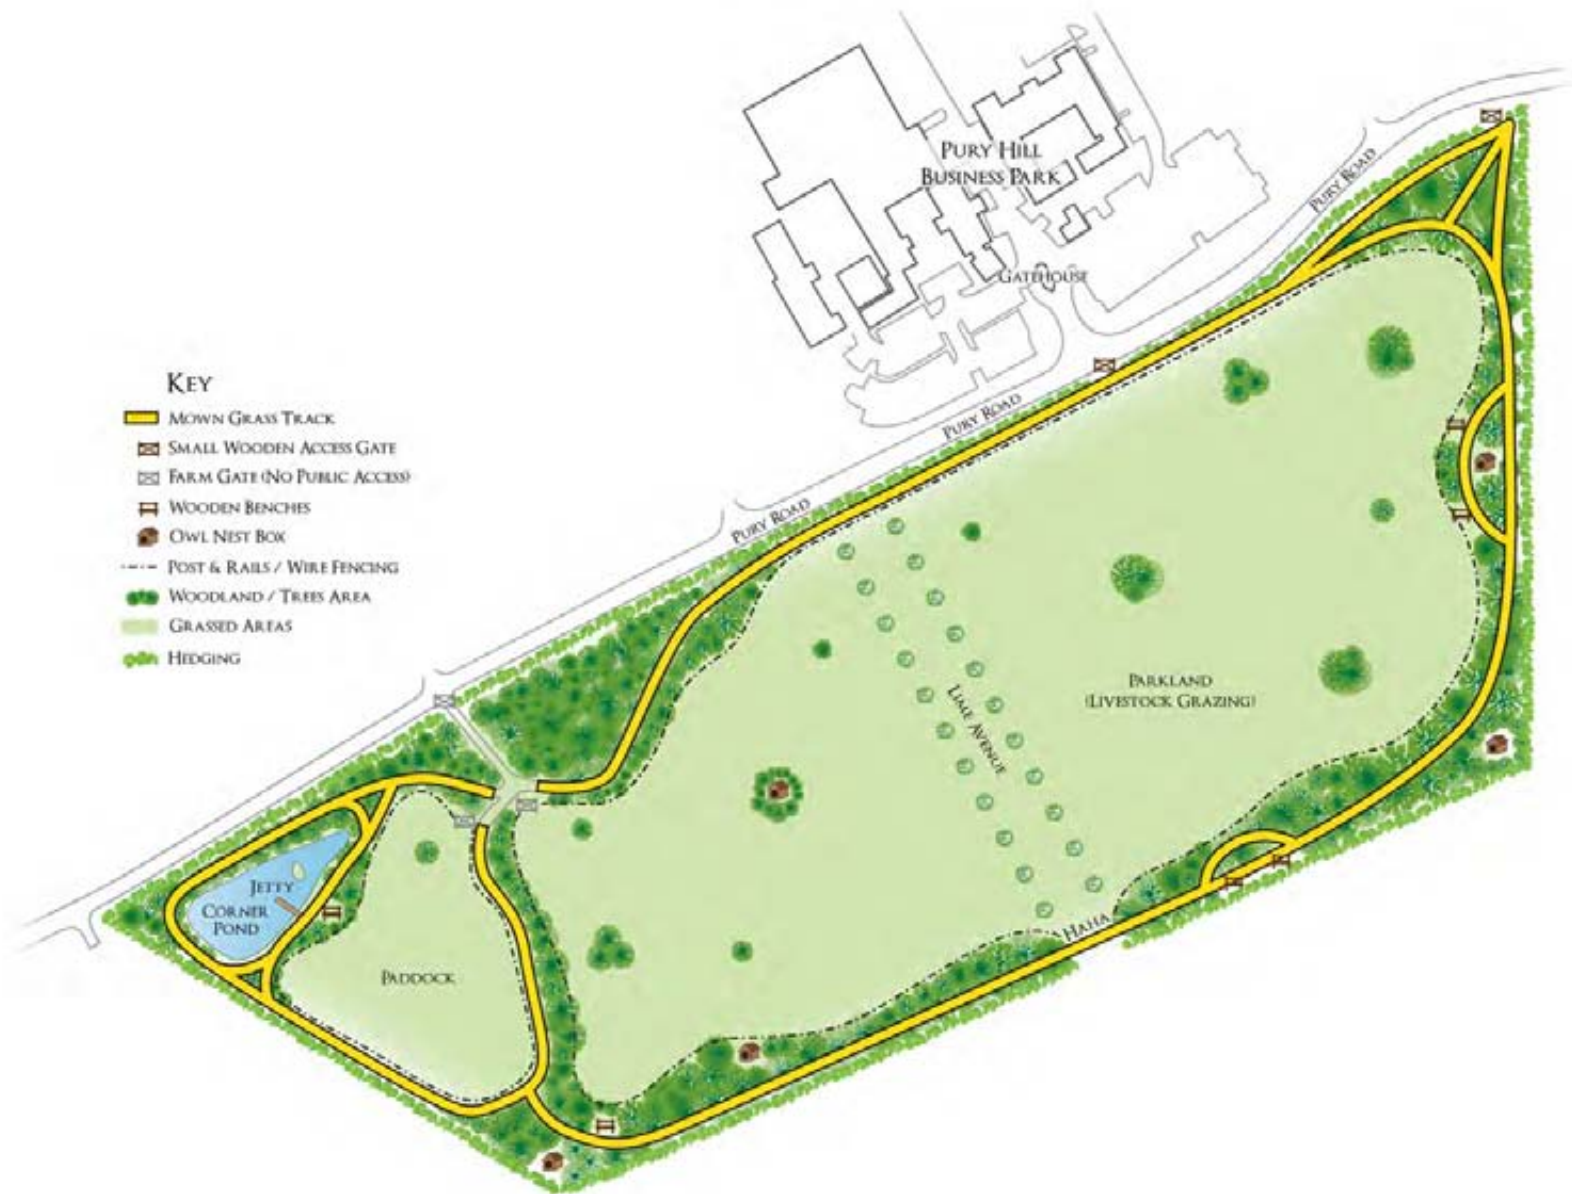 Pury Hill
Business Park
Pury Road
Gatehouse
Key
Mown Grass Track
Small Wooden Access Gate
Farm Gate (No Public Access)
Wooden Benches
Owl Nest Box
Post & Rails / Wire Fencing
Woodland / Trees Area
Grassed Areas
Hedging
Pury Road
Pury Road
Lime Avenue
Parkland
(Livestock Grazing)
Jetty
Corner
Pond
Paddock
Haha